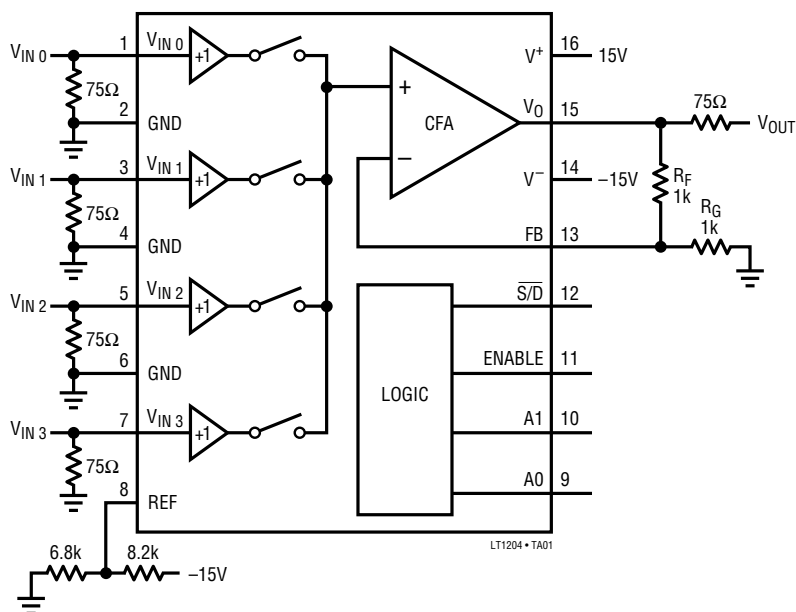 V⁺ 16 15V
V_IN 0 1 V_IN 0 +1
75Ω
2 GND
V_O 15 75Ω V_OUT
+
CFA
–
V_IN 1 3 V_IN 1 +1
V⁻ 14 –15V
R_F
1k
R_G
1k
75Ω
4 GND
FB 13
V_IN 2 5 V_IN 2 +1
S̅/̅D̅ 12
75Ω
6 GND
ENABLE 11
LOGIC
V_IN 3 7 V_IN 3 +1
A1 10
75Ω
8 REF
A0 9
LT1204 • TA01
6.8k 8.2k –15V